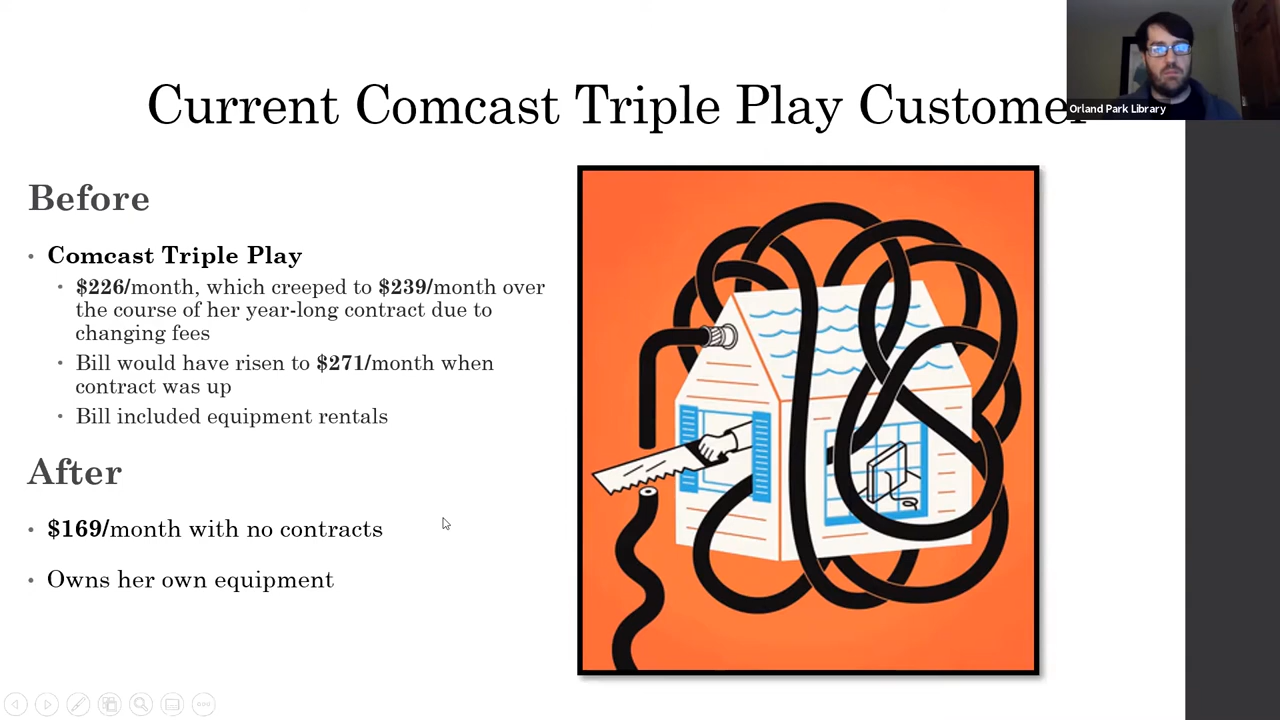 Current Comcast Triple Play Customer
Orland Park Library
Before
• Comcast Triple Play
• $226/month, which creeped to $239/month over
the course of her year-long contract due to
changing fees
• Bill would have risen to $271/month when
contract was up
• Bill included equipment rentals
After
• $169/month with no contracts
• Owns her own equipment